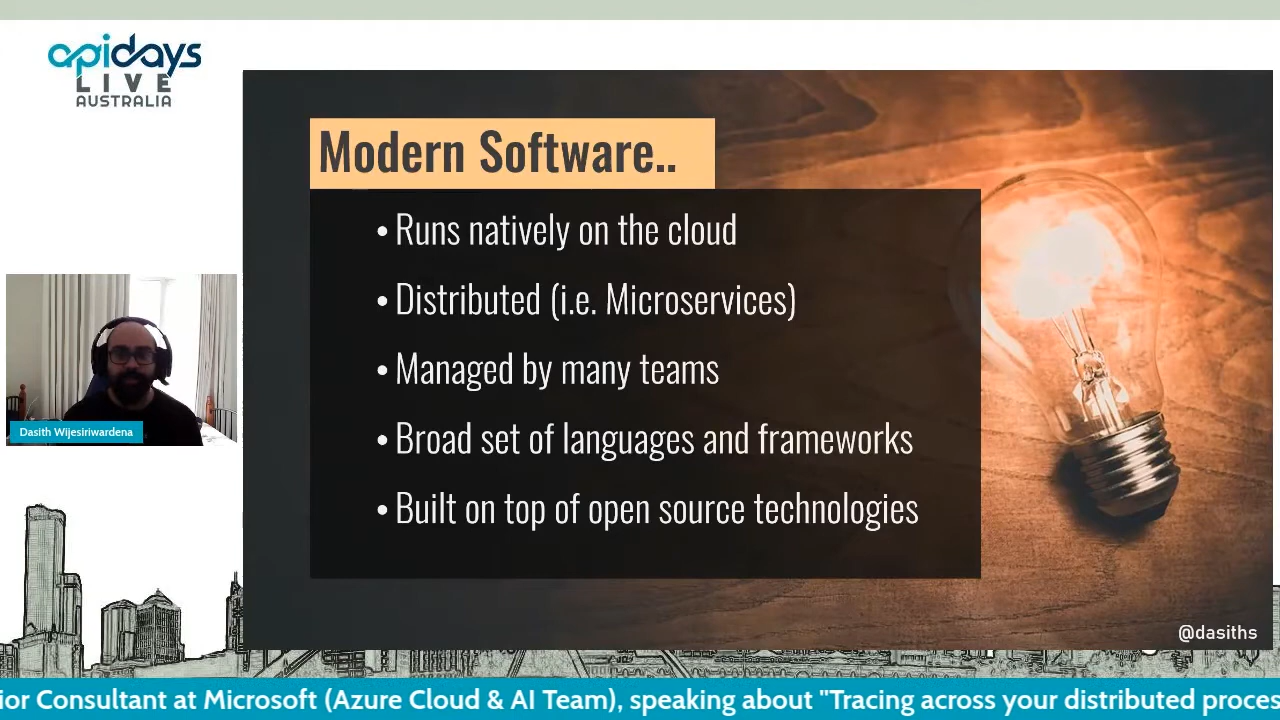 apidays
LIVE
AUSTRALIA
Modern Software..
• Runs natively on the cloud
• Distributed (i.e. Microservices)
• Managed by many teams
• Broad set of languages and frameworks
• Built on top of open source technologies
Dasith Wijesiriwardena
@dasiths
ior Consultant at Microsoft (Azure Cloud & AI Team), speaking about "Tracing across your distributed proces